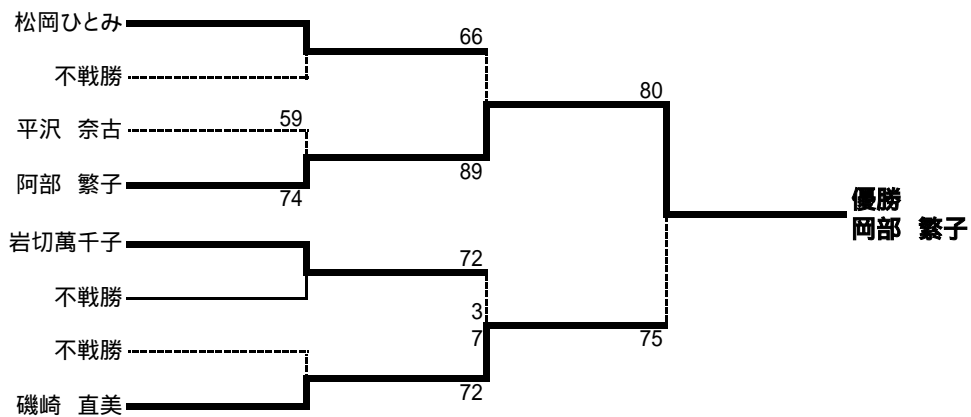 松岡ひとみ
66
不戦勝
80
平沢 奈古
59
阿部 繁子
74
89
優勝
岡部 繁子
岩切萬千子
72
不戦勝
3
7
75
不戦勝
72
磯崎 直美